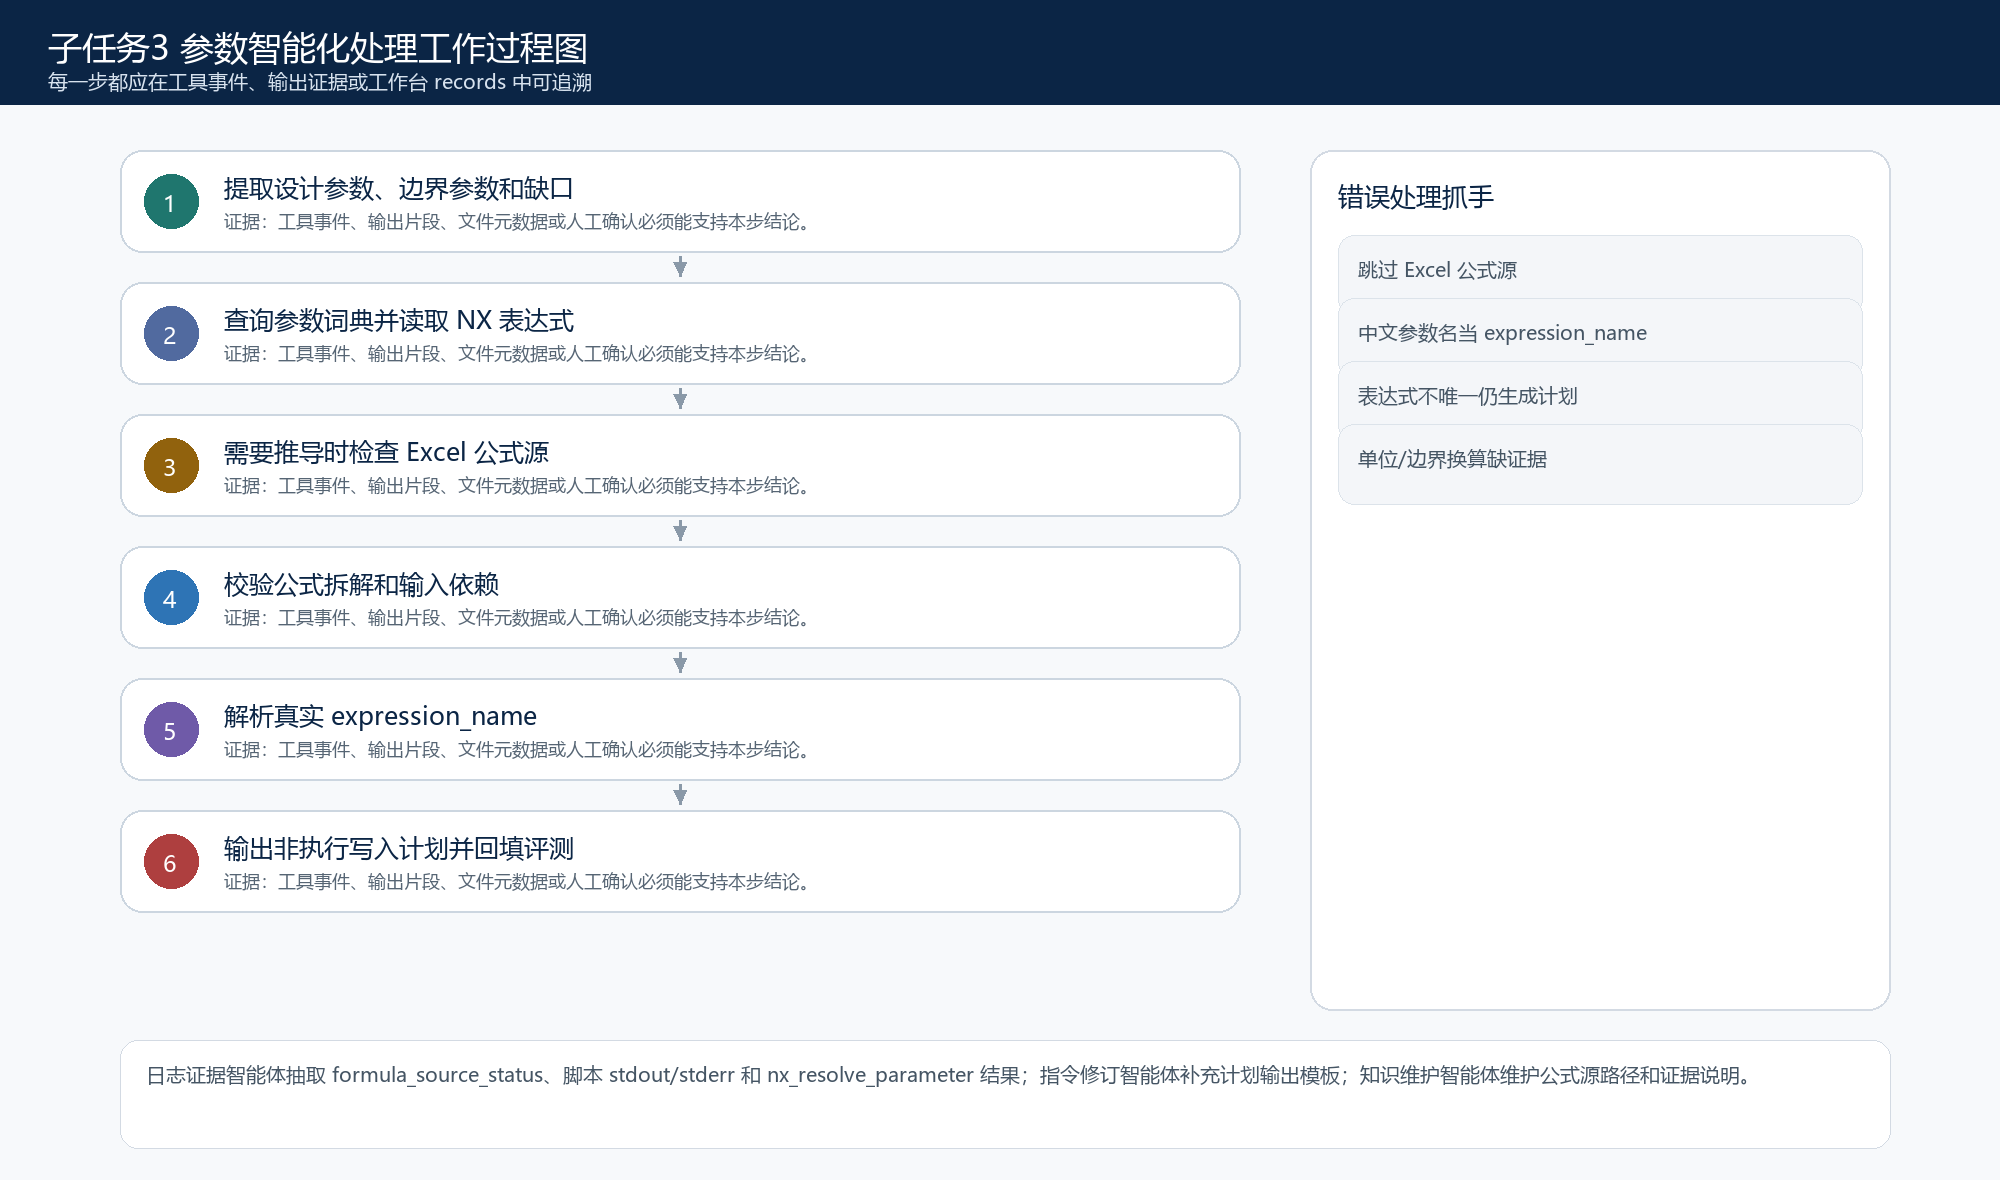 子任务3 参数智能化处理工作过程图
每一步都应在工具事件、输出证据或工作台 records 中可追溯
1
提取设计参数、边界参数和缺口
证据：工具事件、输出片段、文件元数据或人工确认必须能支持本步结论。
2
查询参数词典并读取 NX 表达式
证据：工具事件、输出片段、文件元数据或人工确认必须能支持本步结论。
3
需要推导时检查 Excel 公式源
证据：工具事件、输出片段、文件元数据或人工确认必须能支持本步结论。
4
校验公式拆解和输入依赖
证据：工具事件、输出片段、文件元数据或人工确认必须能支持本步结论。
5
解析真实 expression_name
证据：工具事件、输出片段、文件元数据或人工确认必须能支持本步结论。
6
输出非执行写入计划并回填评测
证据：工具事件、输出片段、文件元数据或人工确认必须能支持本步结论。
错误处理抓手
跳过 Excel 公式源
中文参数名当 expression_name
表达式不唯一仍生成计划
单位/边界换算缺证据
日志证据智能体抽取 formula_source_status、脚本 stdout/stderr 和 nx_resolve_parameter 结果；指令修订智能体补充计划输出模板；知识维护智能体维护公式源路径和证据说明。